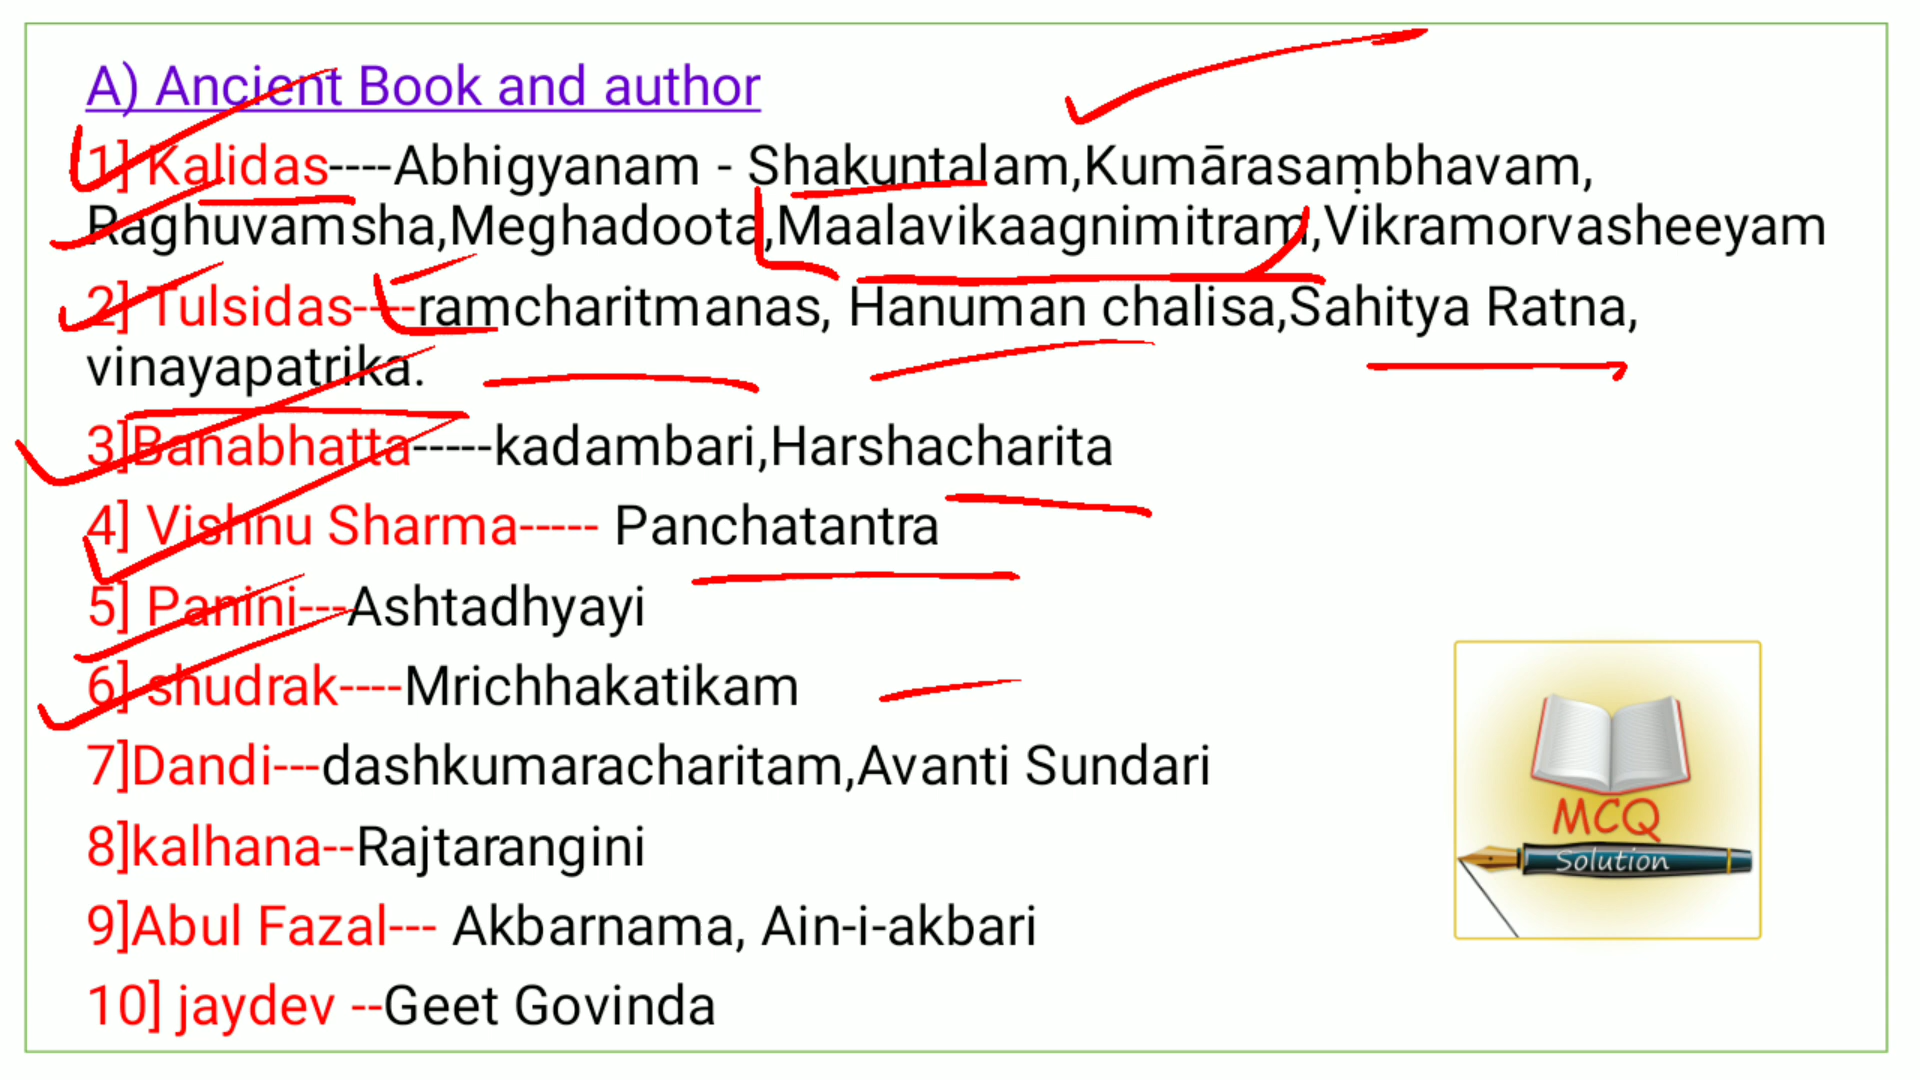 A) Ancient Book and author
1] Kalidas----Abhigyanam - Shakuntalam,Kumārasaṃbhavam,
Raghuvamsha,Meghadoota,Maalavikaagnimitram,Vikramorvasheeyam
2] Tulsidas----ramcharitmanas, Hanuman chalisa,Sahitya Ratna,
vinayapatrika.
3]Banabhatta-----kadambari,Harshacharita
4] Vishnu Sharma----- Panchatantra
5] Panini---Ashtadhyayi
6] shudrak----Mrichhakatikam
7]Dandi---dashkumaracharitam,Avanti Sundari
8]kalhana--Rajtarangini
9]Abul Fazal--- Akbarnama, Ain-i-akbari
10] jaydev --Geet Govinda
MCQ
Solution